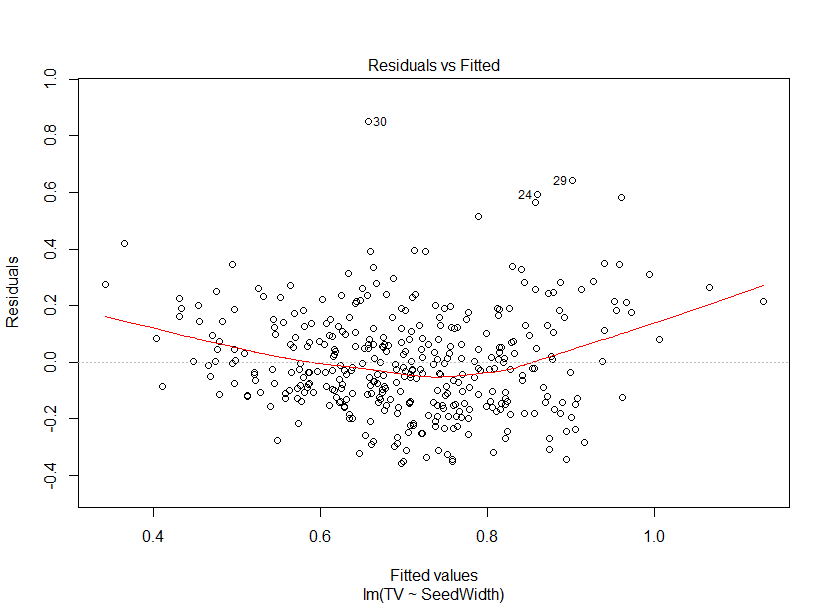 Residuals vs Fitted
Residuals
1.0
0.8
0.6
0.4
0.2
0.0
-0.2
-0.4
30
29
24
0.4 0.6 0.8 1.0
Fitted values
lm(TV ~ SeedWidth)